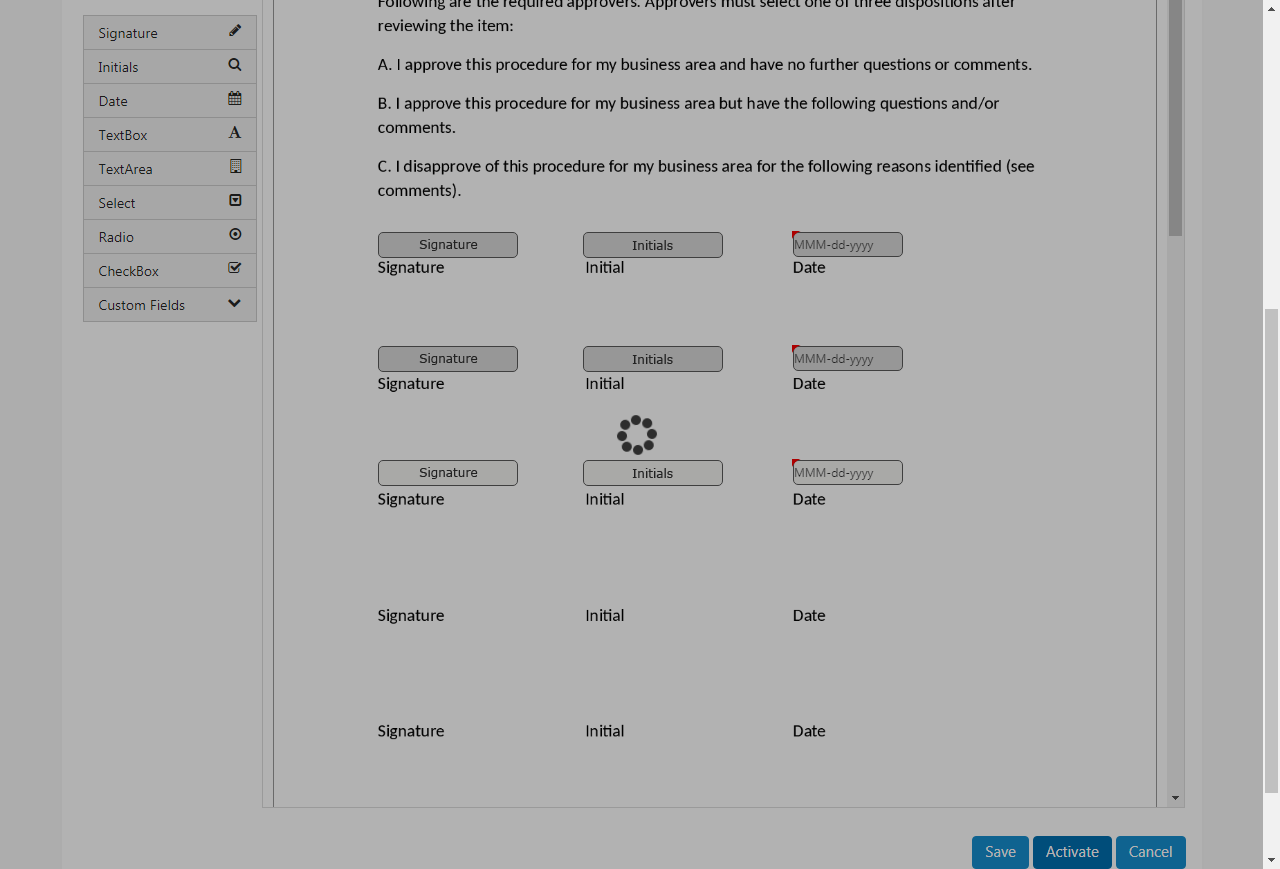 Following are the required approvers. Approvers must select one of three dispositions after
reviewing the item:
A. I approve this procedure for my business area and have no further questions or comments.
B. I approve this procedure for my business area but have the following questions and/or
comments.
C. I disapprove of this procedure for my business area for the following reasons identified (see
comments).
Signature
Initials
Date
TextBox
TextArea
Select
Radio
CheckBox
Custom Fields
Signature Initials MMM-dd-yyyy
Signature Initial Date
Signature Initials MMM-dd-yyyy
Signature Initial Date
Signature Initials MMM-dd-yyyy
Signature Initial Date
Signature Initial Date
Signature Initial Date
Save Activate Cancel